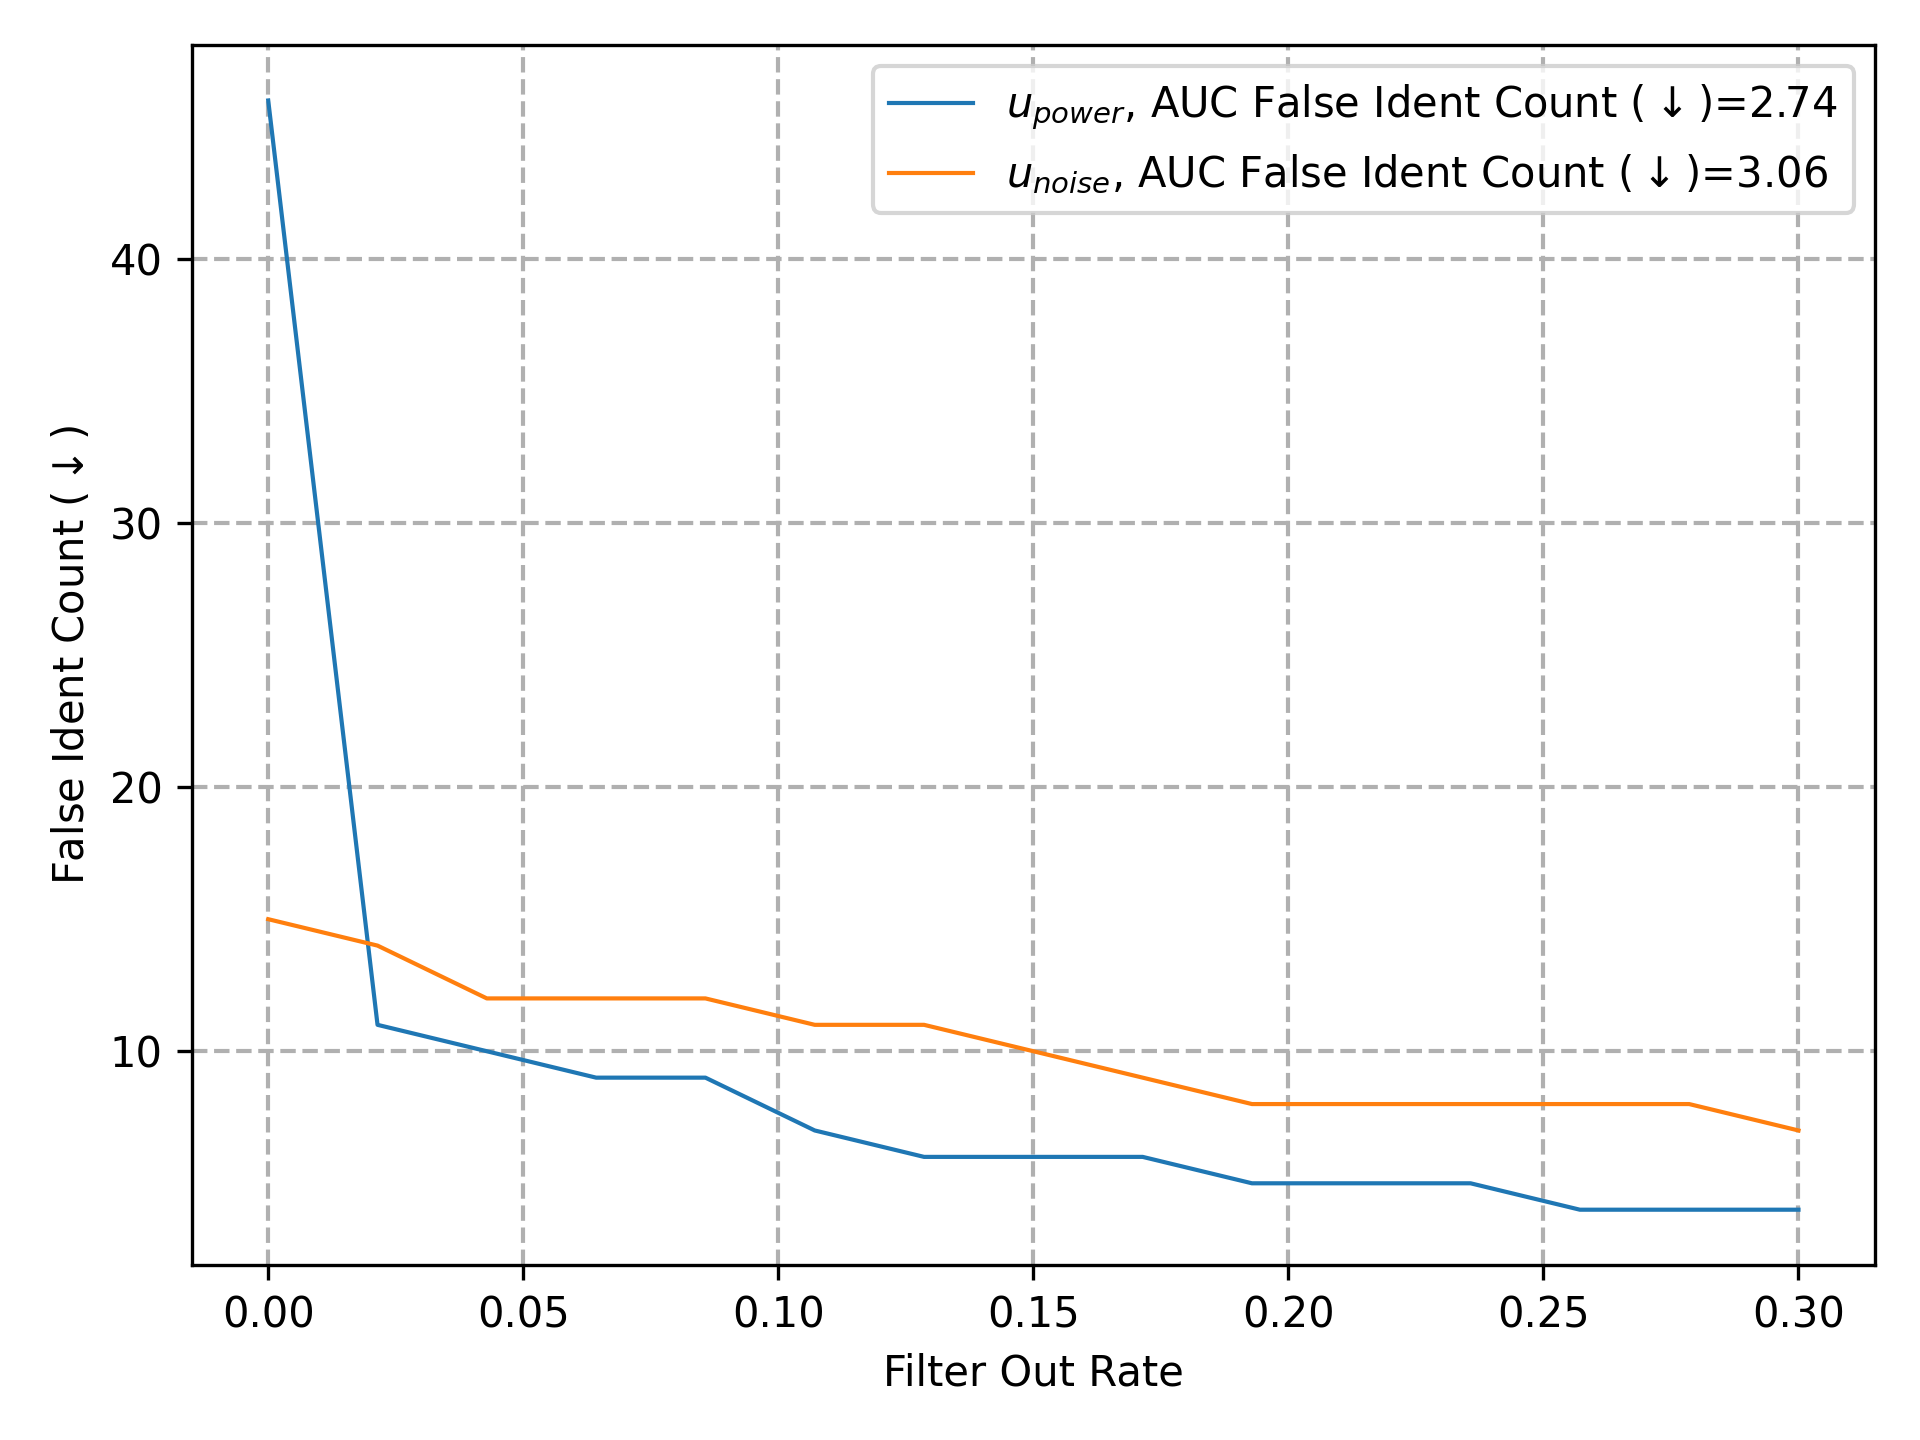 u_power, AUC False Ident Count (↓)=2.74
u_noise, AUC False Ident Count (↓)=3.06
40
30
20
10
False Ident Count (↓)
0.00 0.05 0.10 0.15 0.20 0.25 0.30
Filter Out Rate